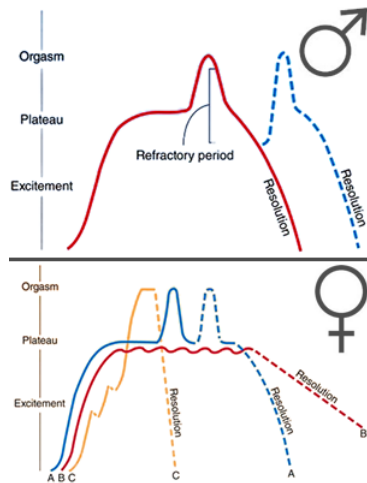 Orgasm
Plateau
Refractory period
Excitement
Resolution
Resolution
Orgasm
Plateau
Excitement
Resolution
Resolution
Resolution
B
A B C
C
A